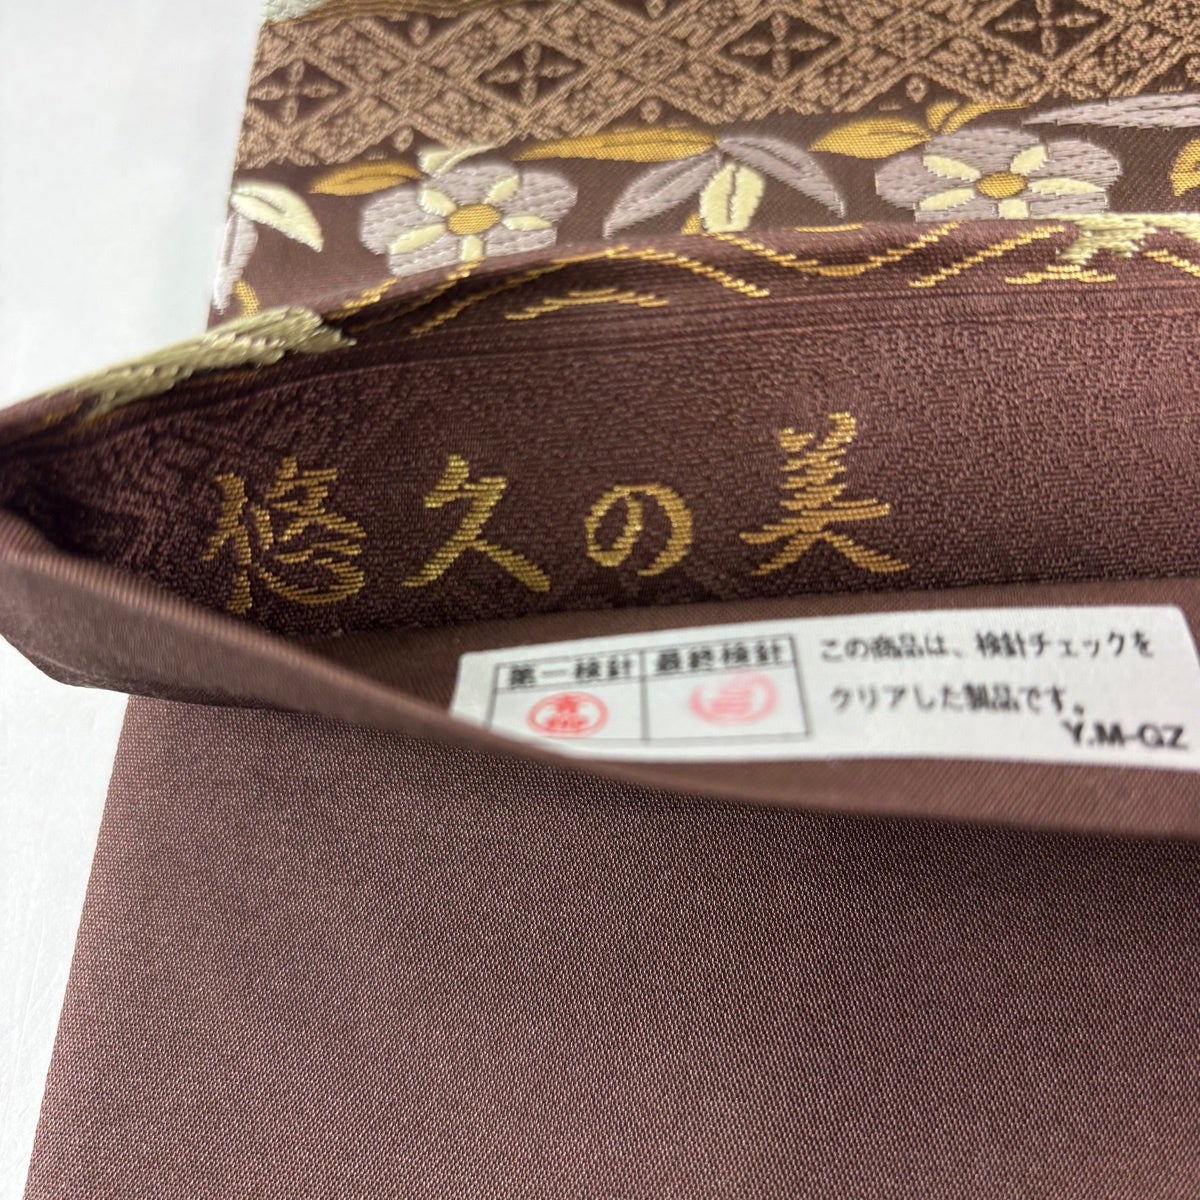 悠久の美
第一検針 最終検針
この商品は、検針チェックを
クリアした製品です。
Y.M-GZ